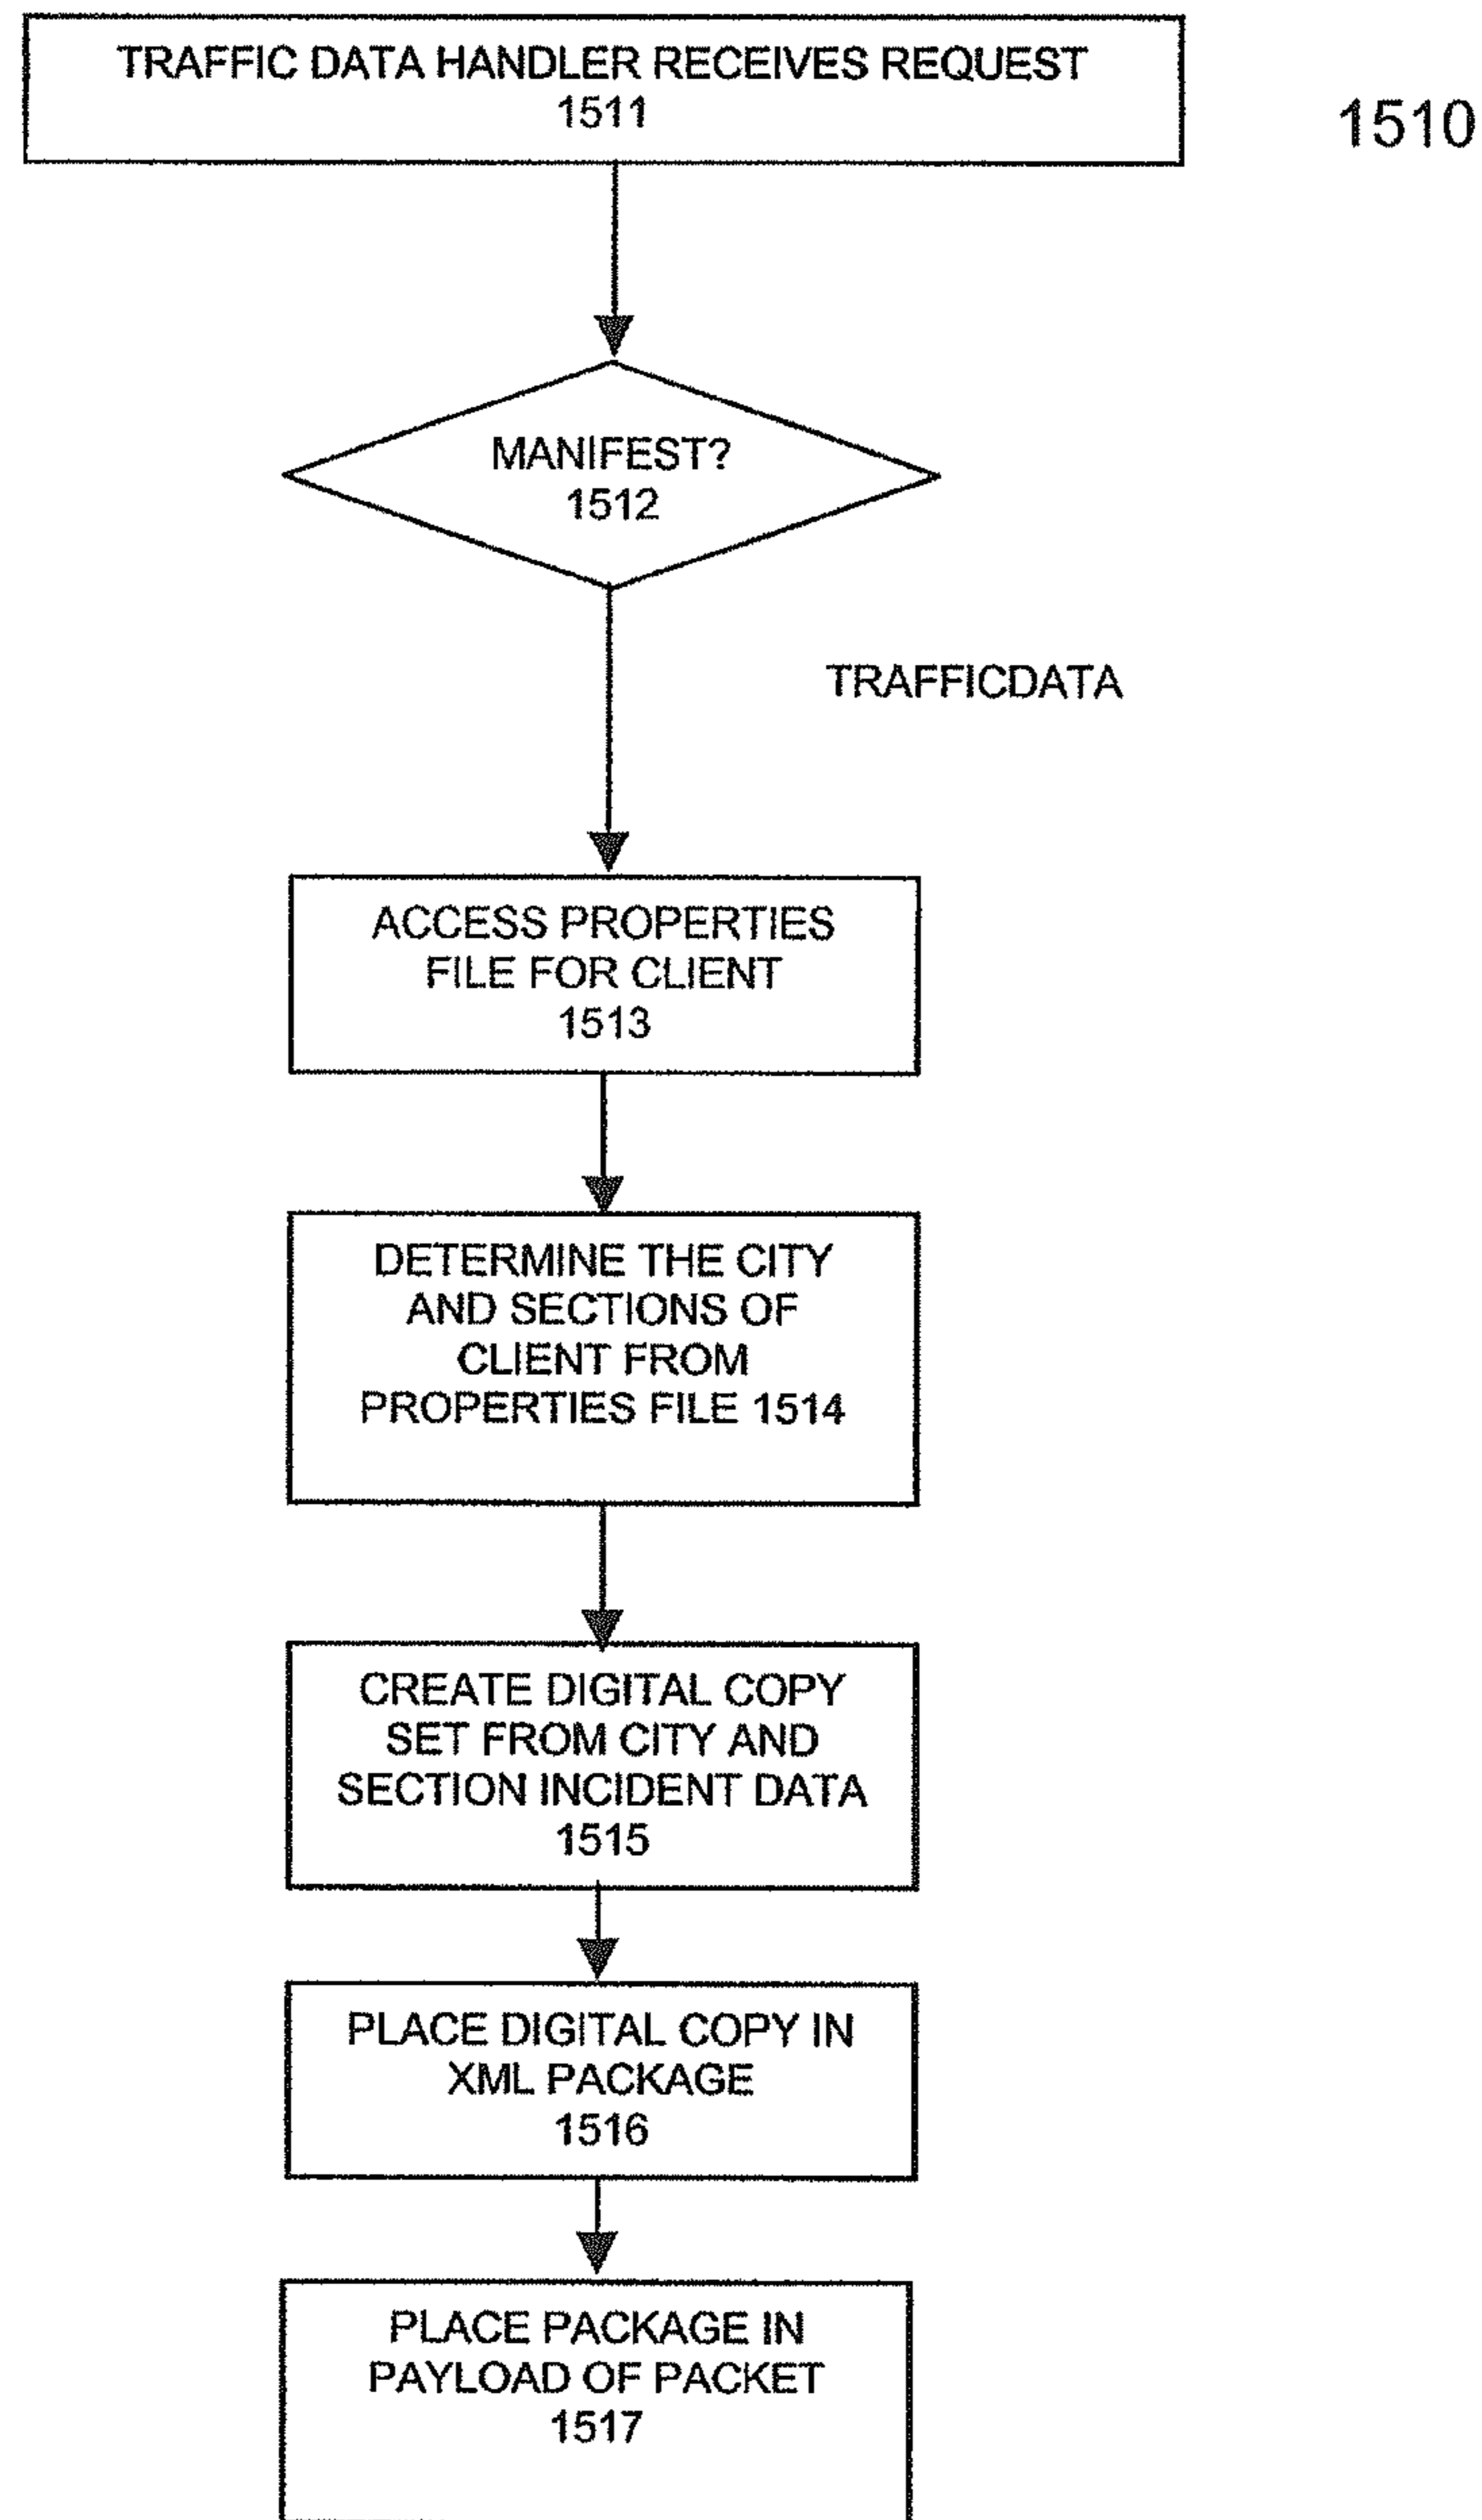 TRAFFIC DATA HANDLER RECEIVES REQUEST
1511
1510
MANIFEST?
1512
TRAFFICDATA
ACCESS PROPERTIES
FILE FOR CLIENT
1513
DETERMINE THE CITY
AND SECTIONS OF
CLIENT FROM
PROPERTIES FILE 1514
CREATE DIGITAL COPY
SET FROM CITY AND
SECTION INCIDENT DATA
1515
PLACE DIGITAL COPY IN
XML PACKAGE
1516
PLACE PACKAGE IN
PAYLOAD OF PACKET
1517